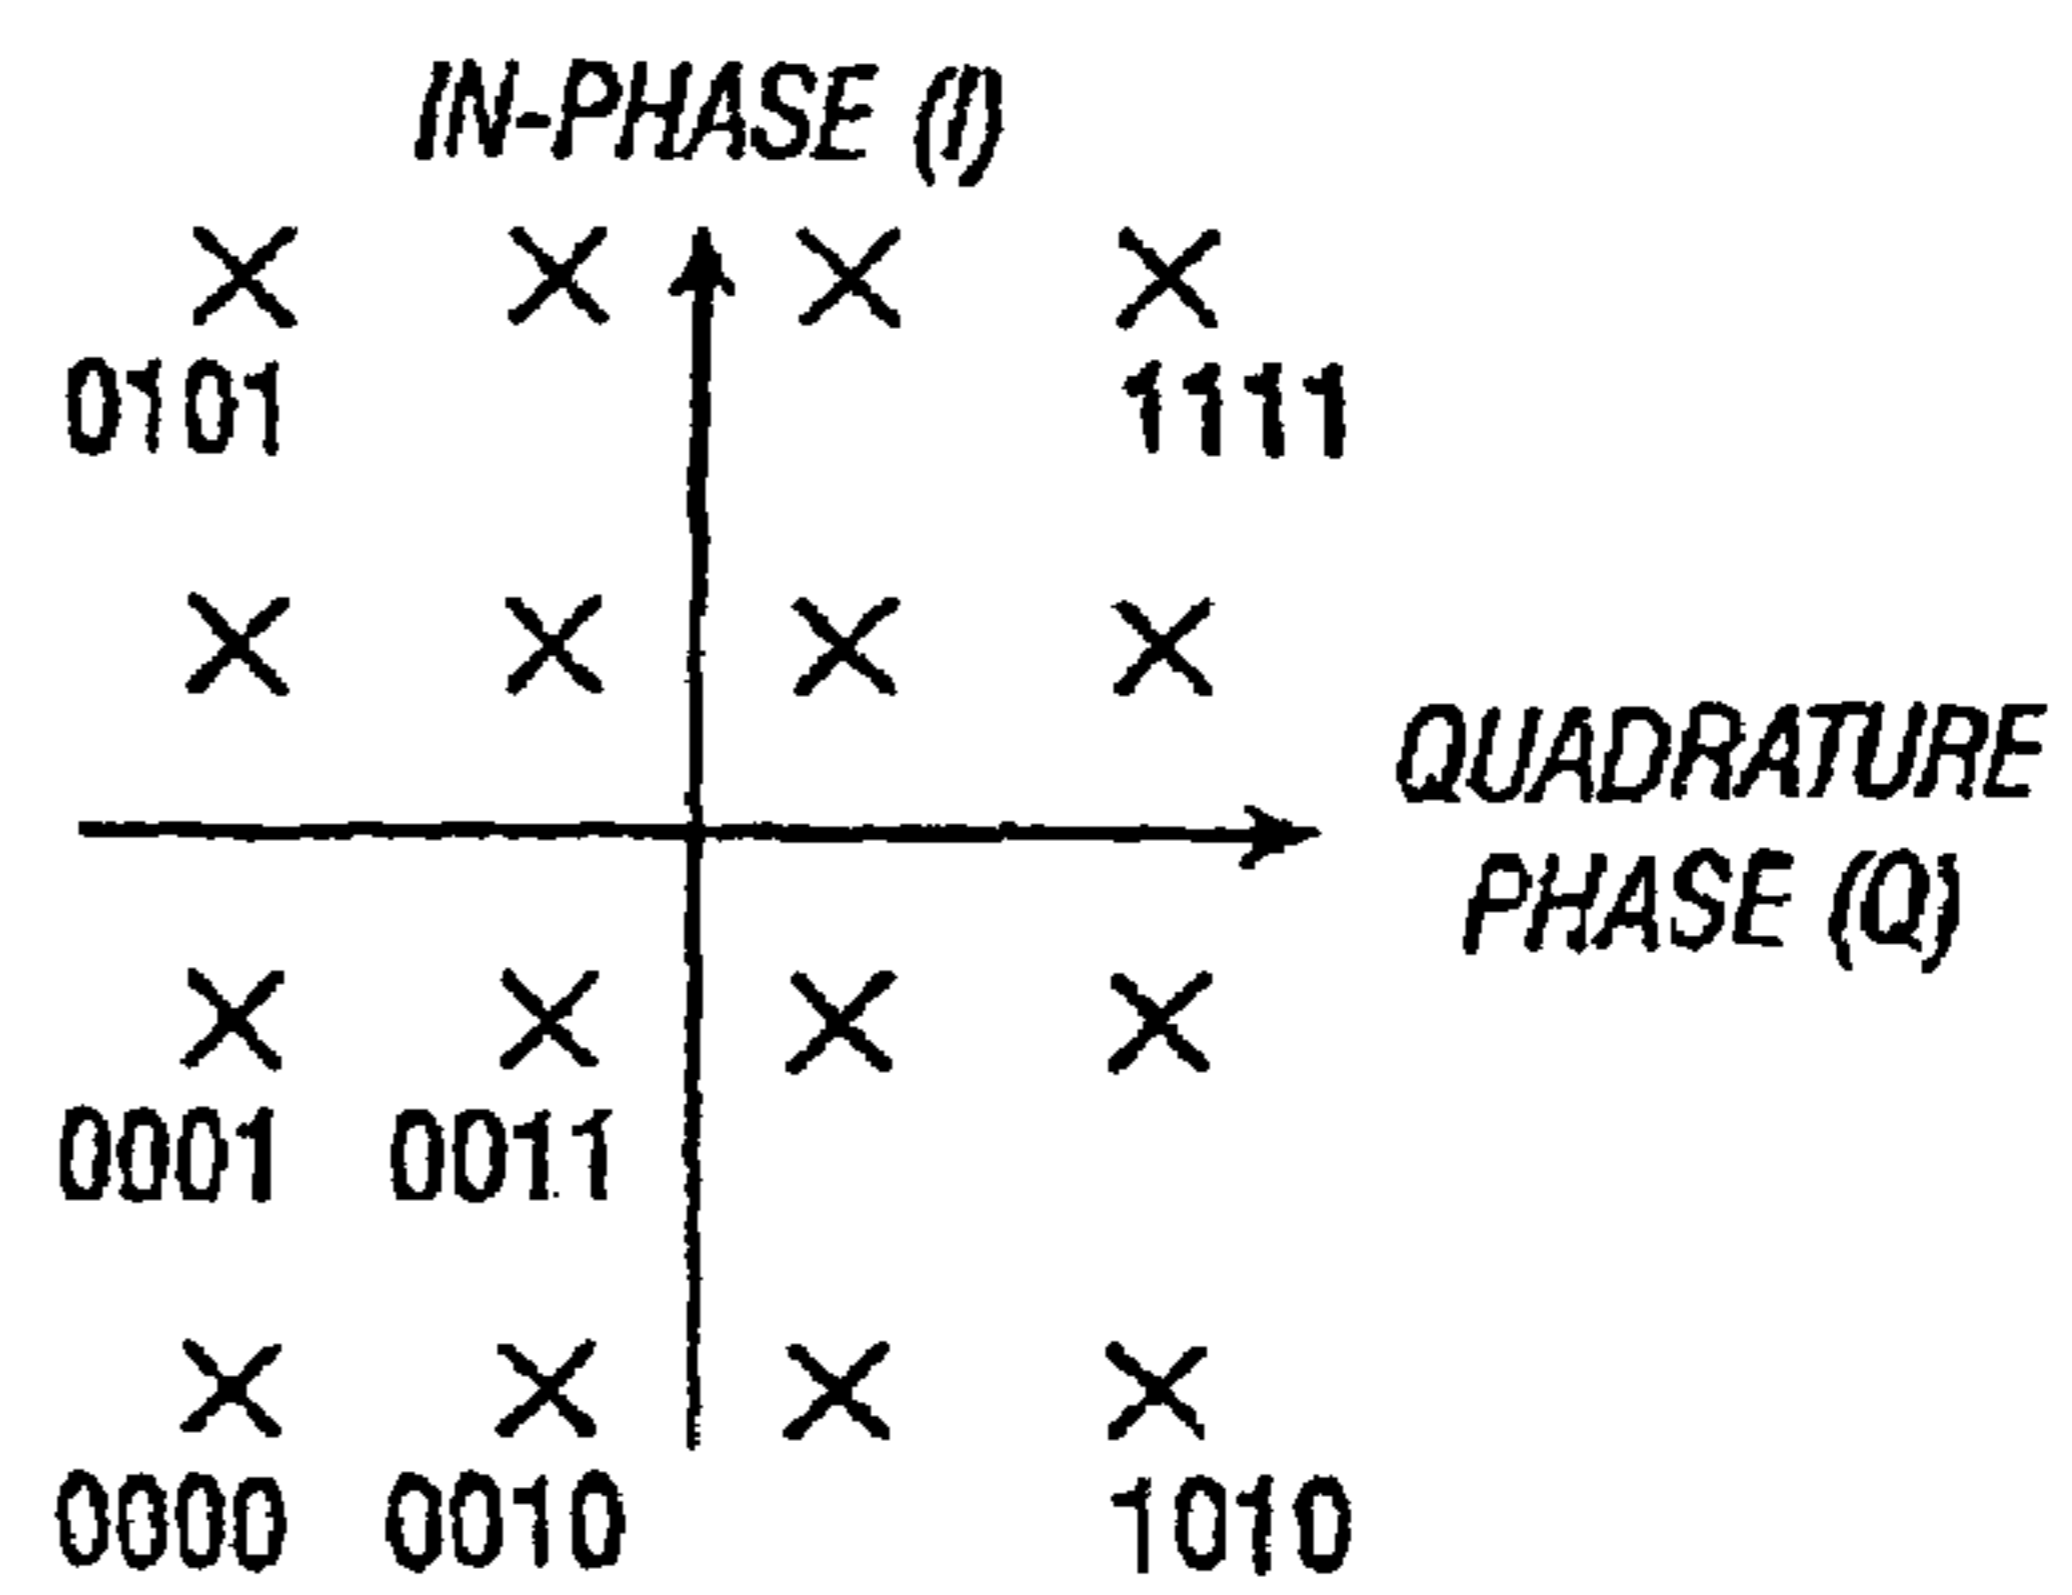 IN-PHASE (I)
0101 1111
QUADRATURE
PHASE (Q)
0001 0011
0000 0010 1010